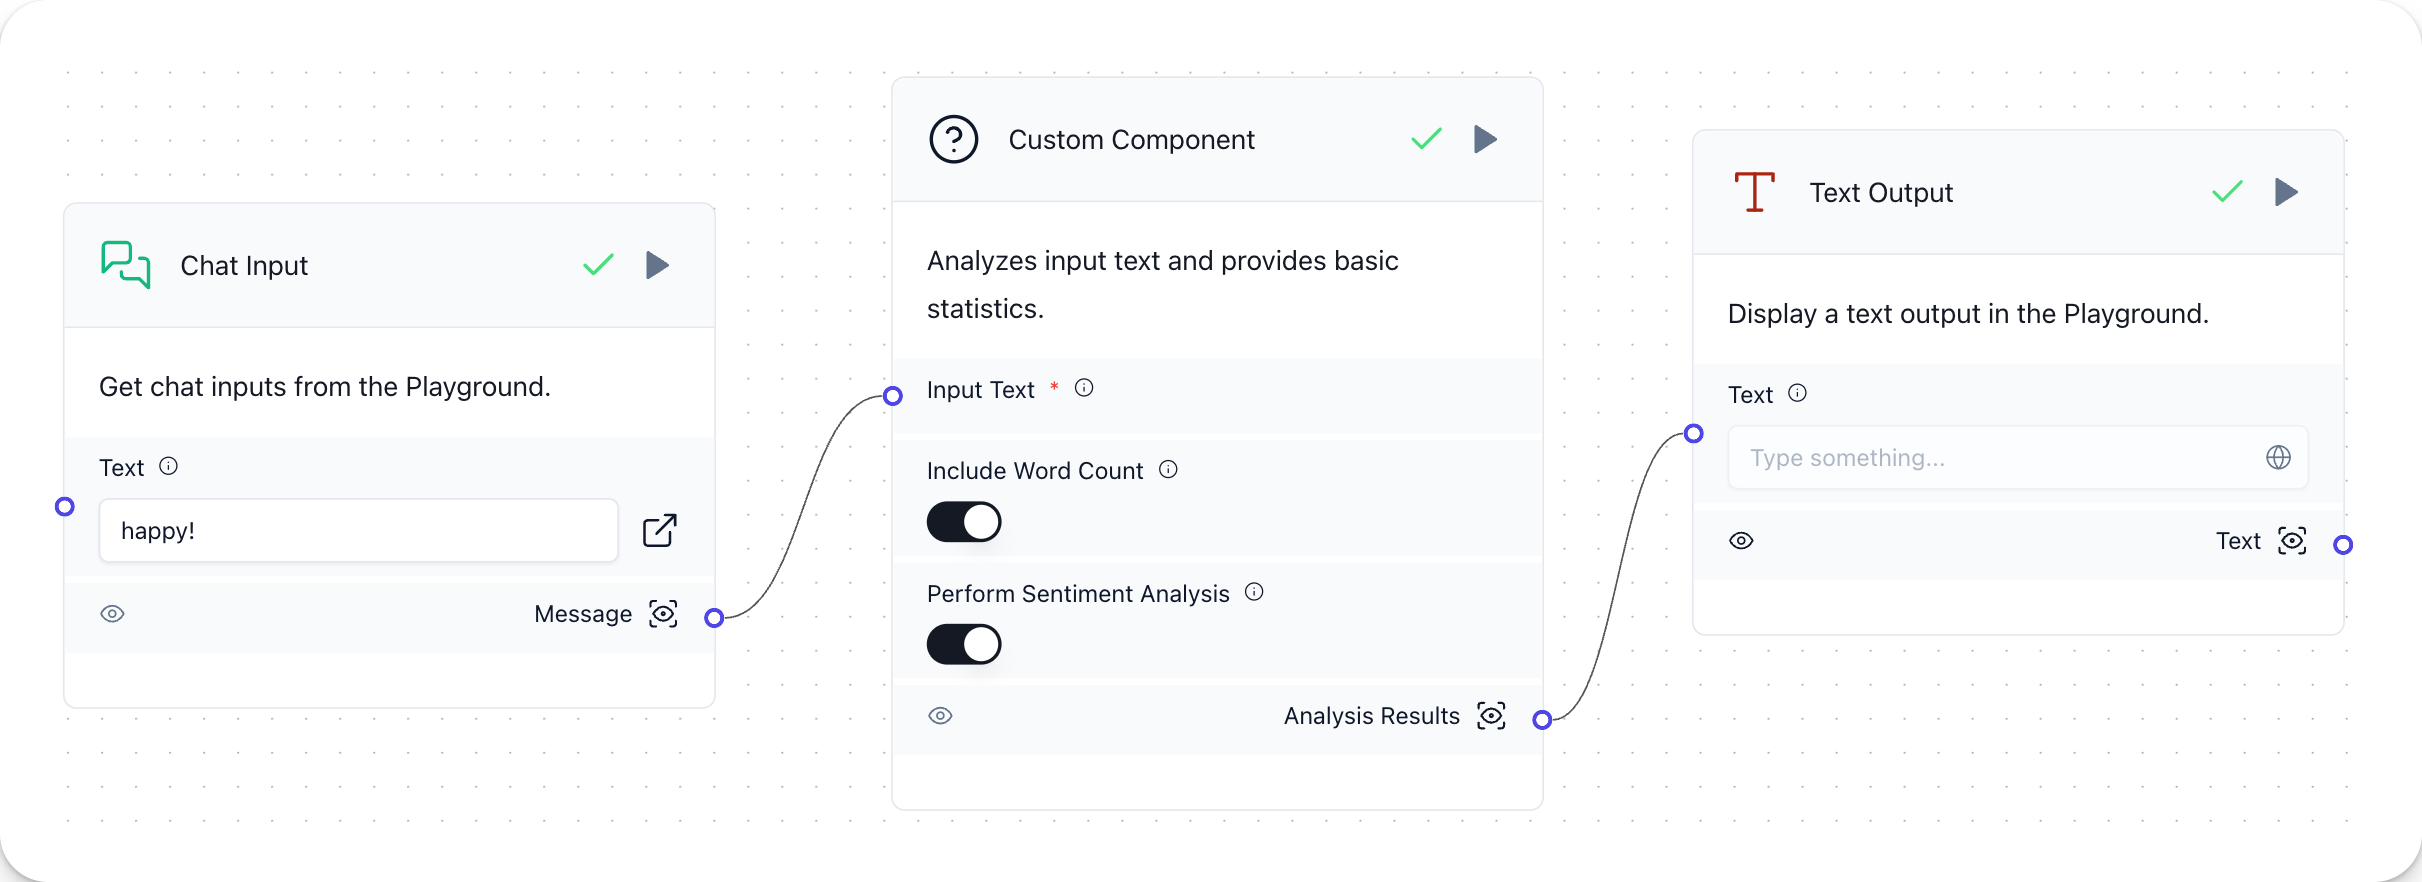 Chat Input
Get chat inputs from the Playground.
Text
happy!
Message
Custom Component
Analyzes input text and provides basic
statistics.
Input Text *
Include Word Count
Perform Sentiment Analysis
Analysis Results
Text Output
Display a text output in the Playground.
Text
Type something...
Text